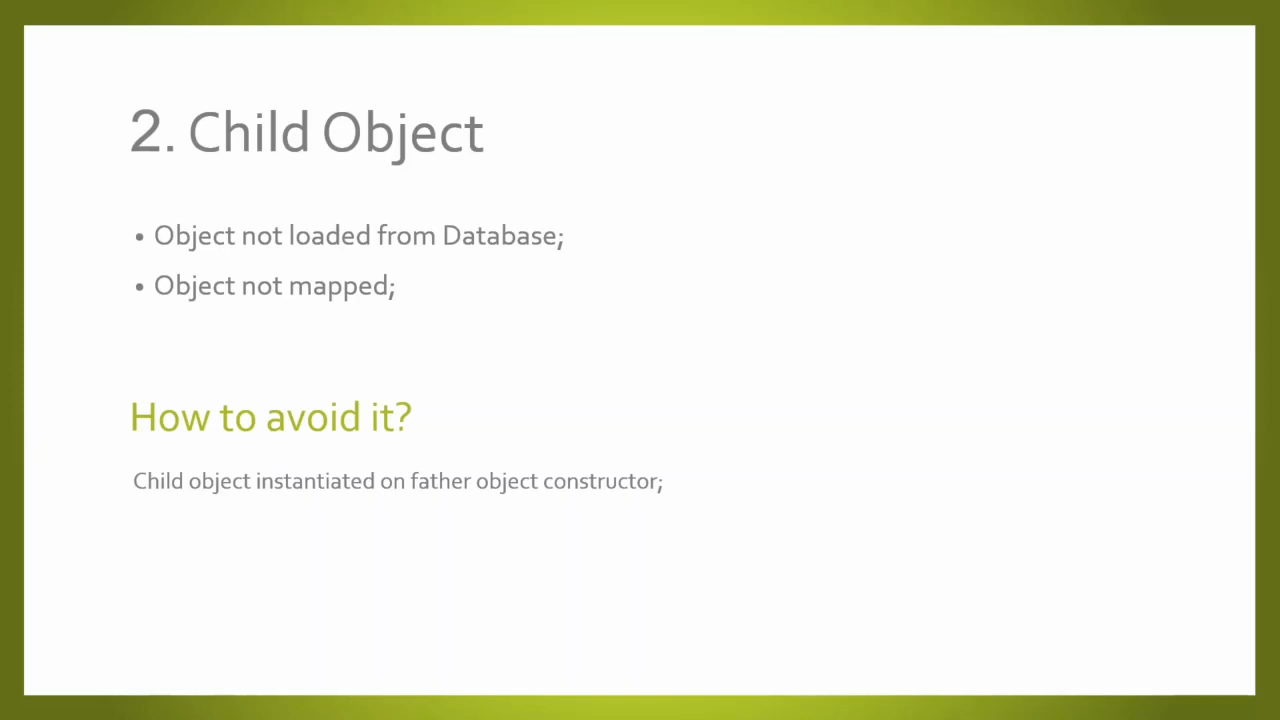 2. Child Object
• Object not loaded from Database;
• Object not mapped;
How to avoid it?
Child object instantiated on father object constructor;